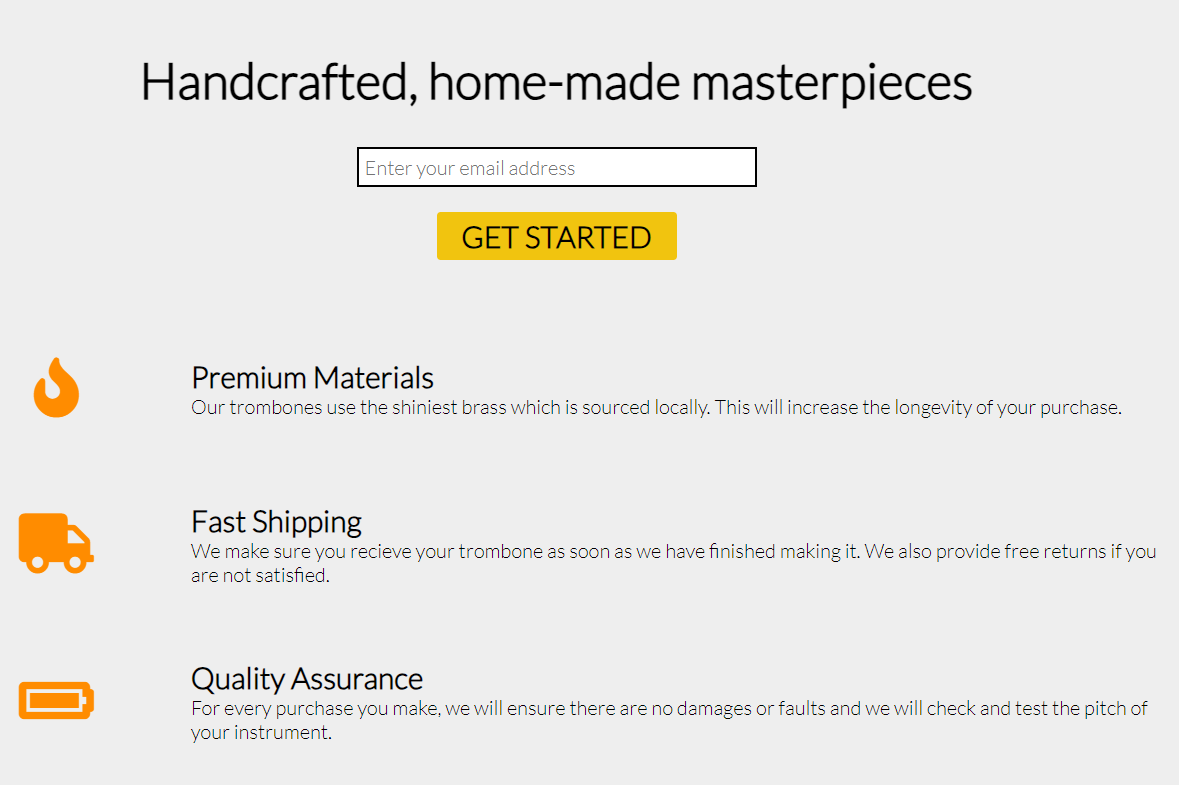 Handcrafted, home-made masterpieces
Enter your email address
GET STARTED
Premium Materials
Our trombones use the shiniest brass which is sourced locally. This will increase the longevity of your purchase.
Fast Shipping
We make sure you recieve your trombone as soon as we have finished making it. We also provide free returns if you
are not satisfied.
Quality Assurance
For every purchase you make, we will ensure there are no damages or faults and we will check and test the pitch of
your instrument.